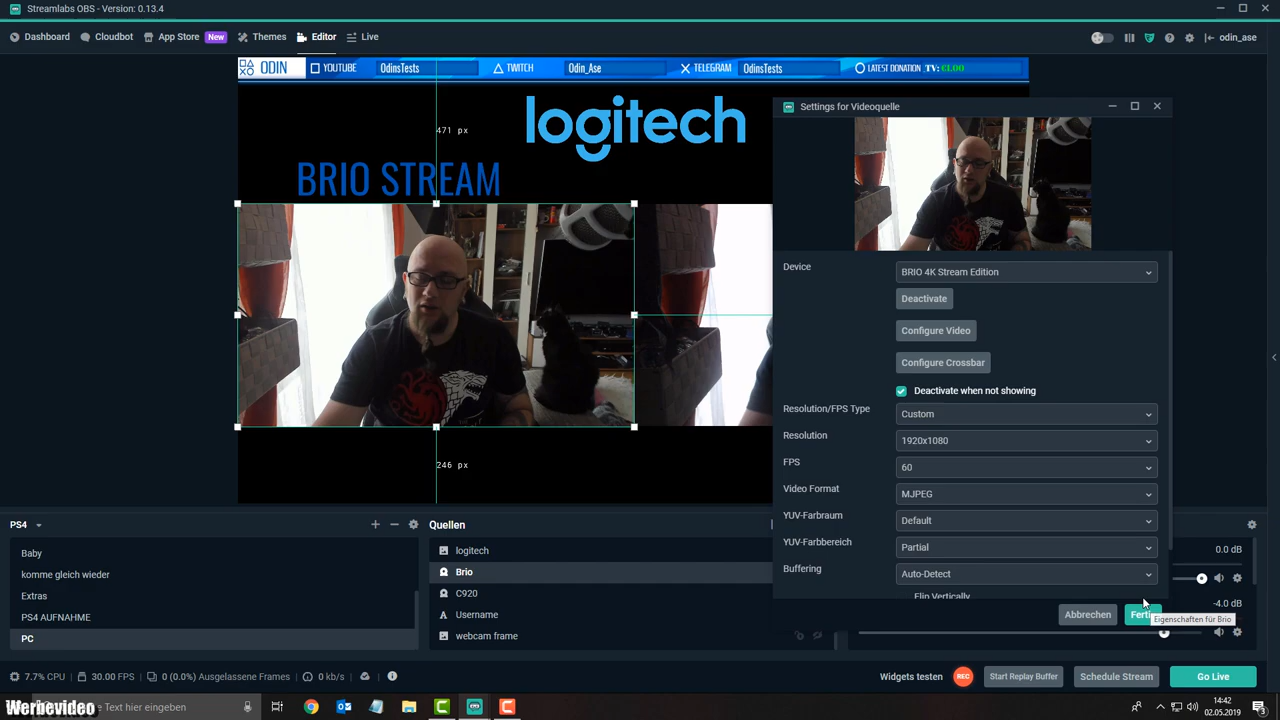 Streamlabs OBS - Version: 0.13.4
Dashboard Cloudbot App Store New Themes Editor Live odin_ase
ODIN YOUTUBE OdinsTests TWITCH Odin_Ase TELEGRAM OdinsTests LATEST DONATION TV: €1.00
logitech
471 px
BRIO STREAM
246 px
Settings for Videoquelle
Device BRIO 4K Stream Edition
Deactivate
Configure Video
Configure Crossbar
Deactivate when not showing
Resolution/FPS Type Custom
Resolution 1920x1080
FPS 60
Video Format MJPEG
YUV-Farbraum Default
YUV-Farbbereich Partial
Buffering Auto-Detect
Flip Vertically
Abbrechen
Eigenschaften für Brio
PS4
Baby
komme gleich wieder
Extras
PS4 AUFNAHME
PC
Quellen
logitech
Brio
C920
Username
webcam frame
0.0 dB
-4.0 dB
7.7% CPU 30.00 FPS 0 (0.0%) Ausgelassene Frames 0 kb/s
Widgets testen REC Start Replay Buffer Schedule Stream Go Live
Werbevideo
Text hier eingeben
14:42
02.05.2019
3